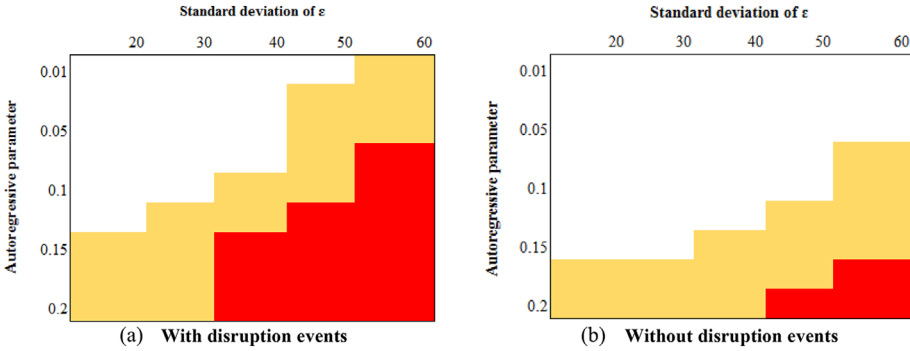 Standard deviation of ε
20 30 40 50 60
Autoregressive parameter
0.01
0.05
0.1
0.15
0.2
(a) With disruption events
Standard deviation of ε
20 30 40 50 60
Autoregressive parameter
0.01
0.05
0.1
0.15
0.2
(b) Without disruption events